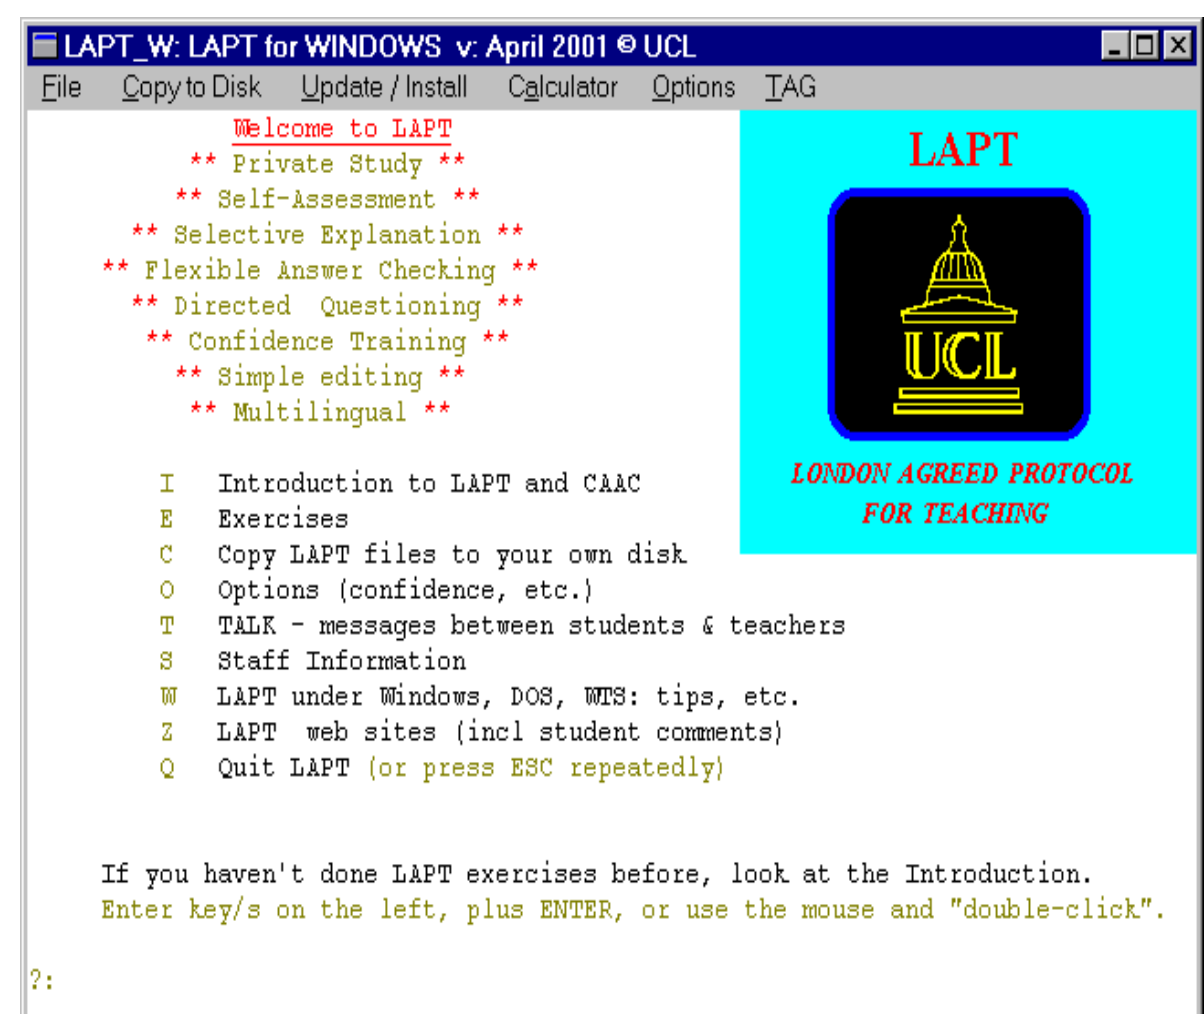 LAPT_W: LAPT for WINDOWS v: April 2001 © UCL
File Copy to Disk Update / Install Calculator Options TAG
Welcome to LAPT
** Private Study **
** Self-Assessment **
** Selective Explanation **
** Flexible Answer Checking **
** Directed Questioning **
** Confidence Training **
** Simple editing **
** Multilingual **
LAPT
UCL
LONDON AGREED PROTOCOL
FOR TEACHING
I Introduction to LAPT and CAAC
E Exercises
C Copy LAPT files to your own disk
O Options (confidence, etc.)
T TALK - messages between students & teachers
S Staff Information
W LAPT under Windows, DOS, WTS: tips, etc.
Z LAPT web sites (incl student comments)
Q Quit LAPT (or press ESC repeatedly)
If you haven't done LAPT exercises before, look at the Introduction.
Enter key/s on the left, plus ENTER, or use the mouse and "double-click".
?: